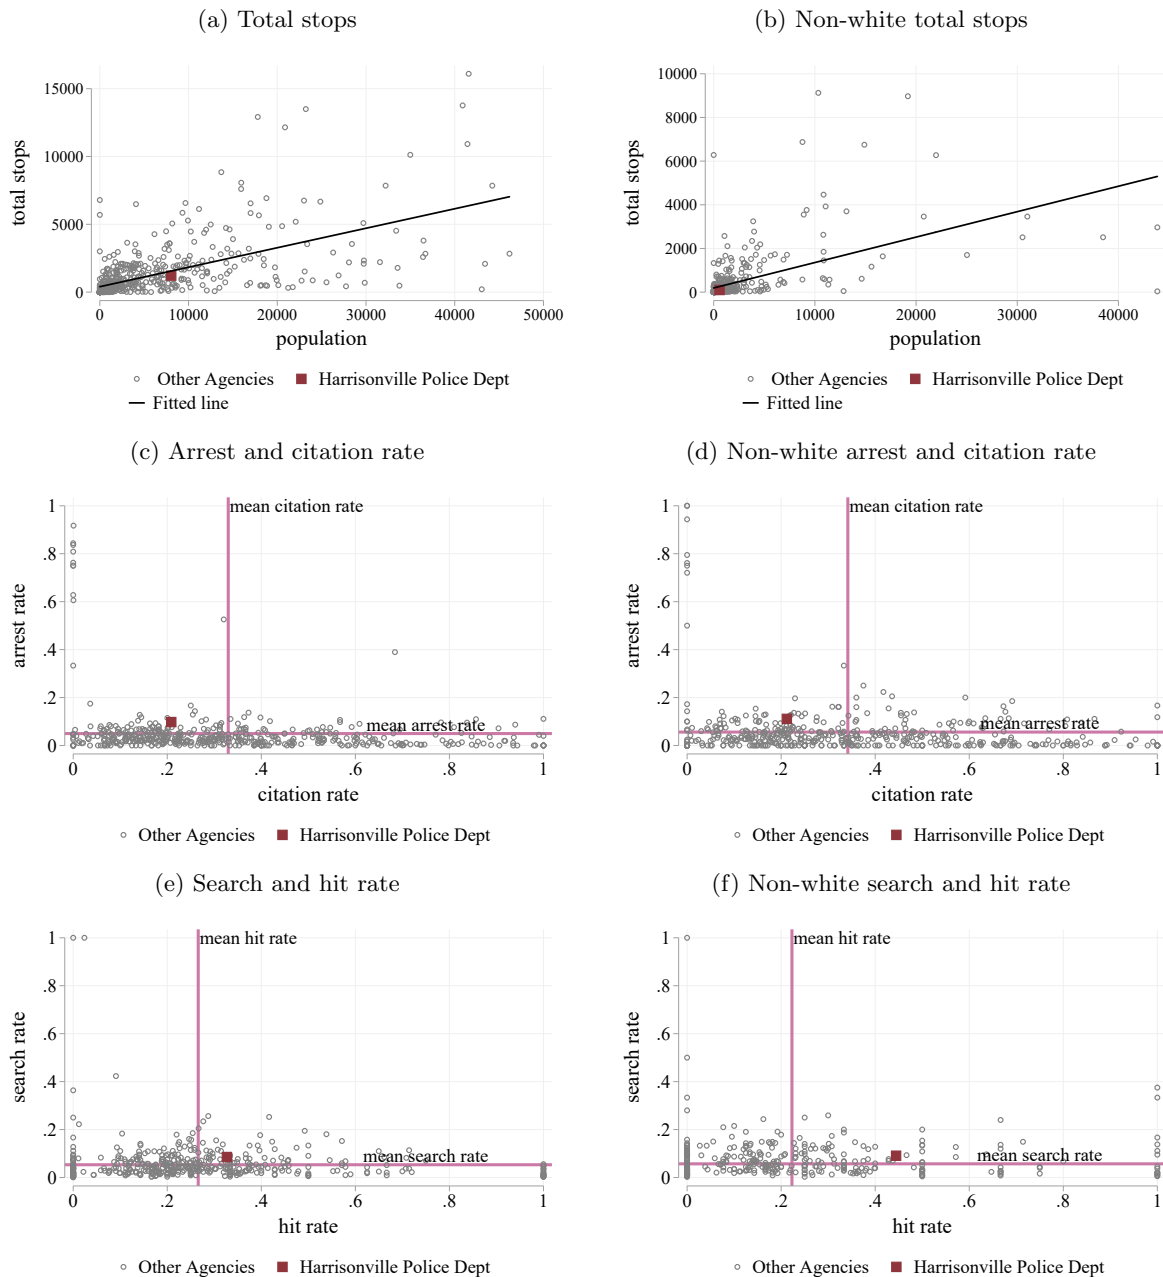 (a) Total stops
(b) Non-white total stops
15000
10000
5000
0
total stops
0 10000 20000 30000 40000 50000
population
Other Agencies Harrisonville Police Dept
Fitted line
10000
8000
6000
4000
2000
0
total stops
0 10000 20000 30000 40000
population
Other Agencies Harrisonville Police Dept
Fitted line
(c) Arrest and citation rate
(d) Non-white arrest and citation rate
mean citation rate
1
.8
.6
.4
.2
0
arrest rate
mean arrest rate
0 .2 .4 .6 .8 1
citation rate
Other Agencies Harrisonville Police Dept
mean citation rate
1
.8
.6
.4
.2
0
arrest rate
mean arrest rate
0 .2 .4 .6 .8 1
citation rate
Other Agencies Harrisonville Police Dept
(e) Search and hit rate
(f) Non-white search and hit rate
mean hit rate
1
.8
.6
.4
.2
0
search rate
mean search rate
0 .2 .4 .6 .8 1
hit rate
Other Agencies Harrisonville Police Dept
mean hit rate
1
.8
.6
.4
.2
0
search rate
mean search rate
0 .2 .4 .6 .8 1
hit rate
Other Agencies Harrisonville Police Dept